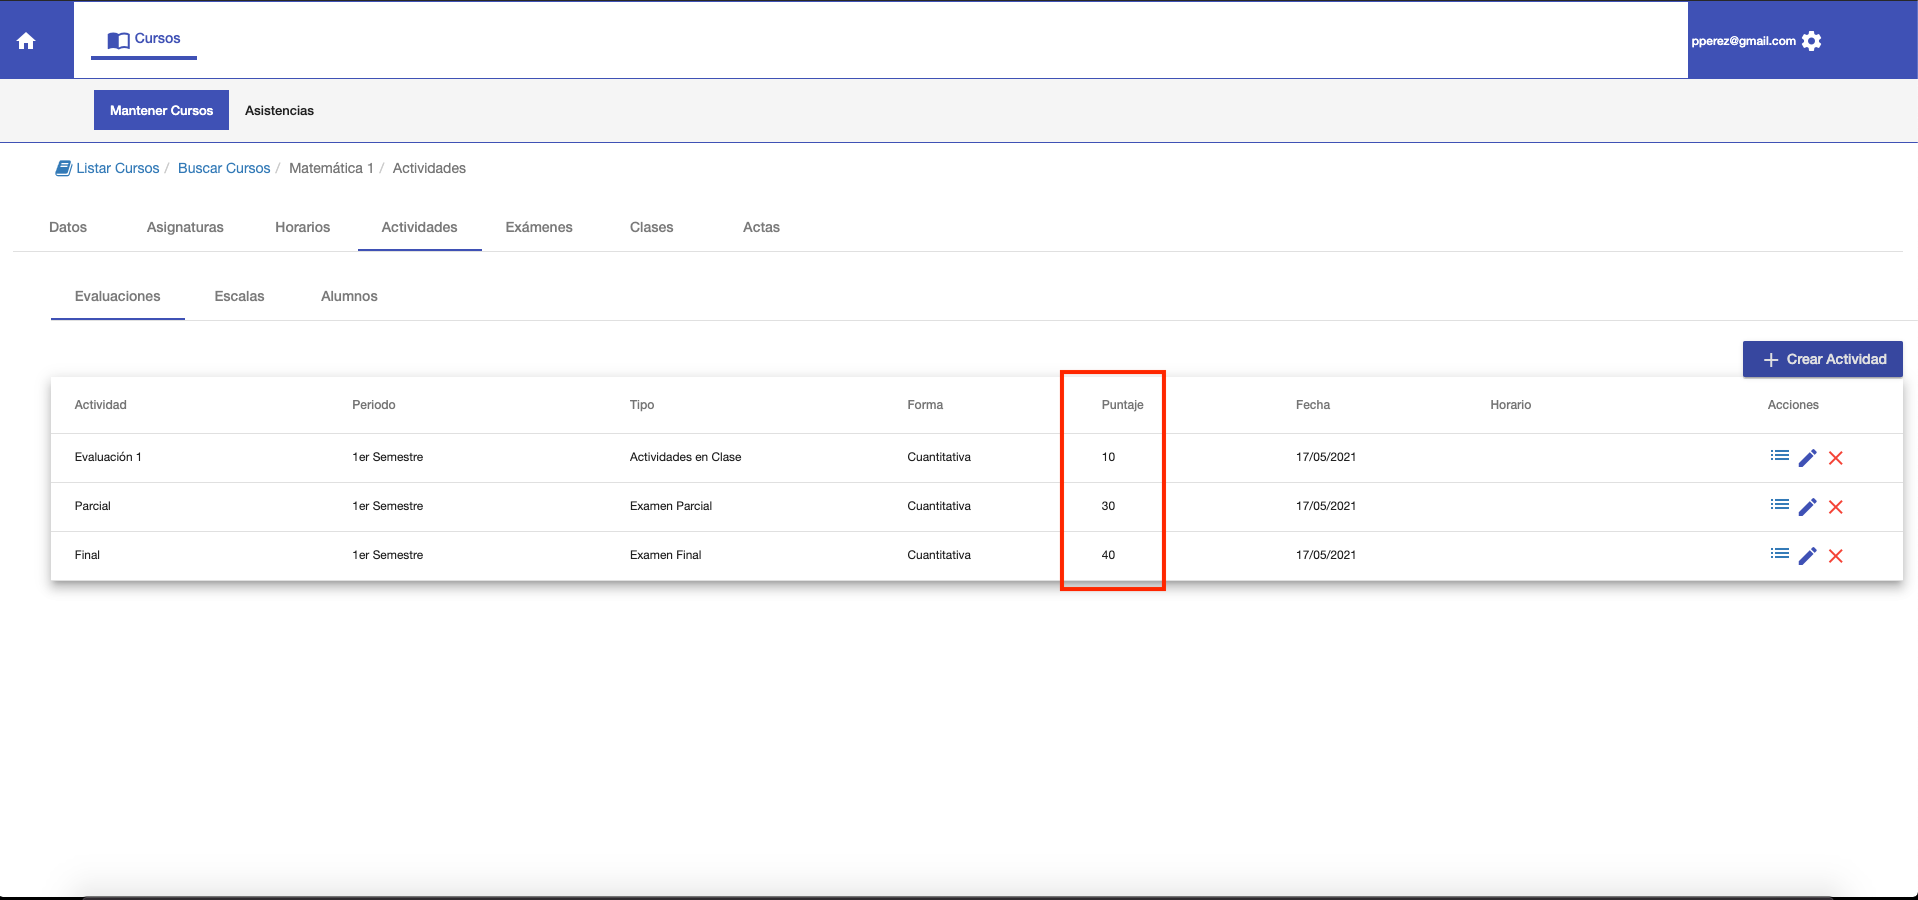 Cursos
pperez@gmail.com
Mantener Cursos Asistencias
Listar Cursos / Buscar Cursos / Matemática 1 / Actividades
Datos Asignaturas Horarios Actividades Exámenes Clases Actas
Evaluaciones Escalas Alumnos
+ Crear Actividad
Actividad Periodo Tipo Forma Puntaje Fecha Horario Acciones
Evaluación 1 1er Semestre Actividades en Clase Cuantitativa 10 17/05/2021
Parcial 1er Semestre Examen Parcial Cuantitativa 30 17/05/2021
Final 1er Semestre Examen Final Cuantitativa 40 17/05/2021